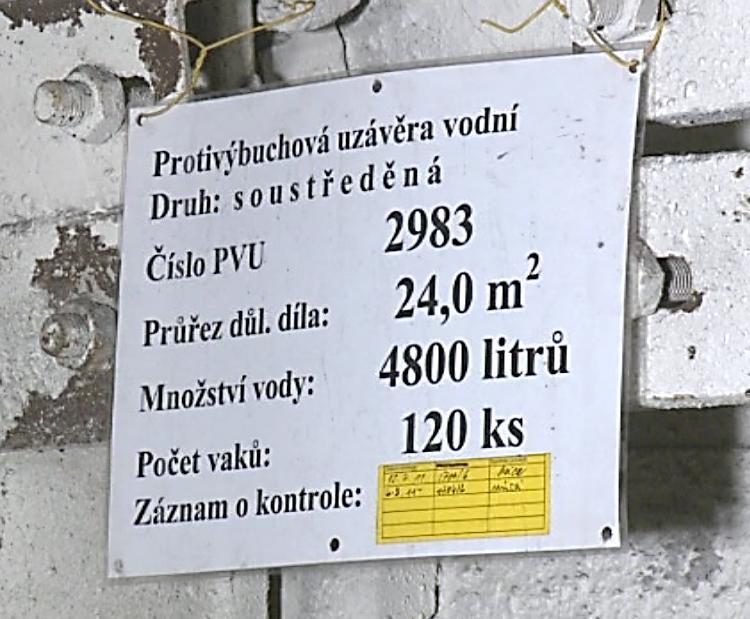 Protivýbuchová uzávěra vodní
Druh: soustředěná
Číslo PVU 2983
Průřez důl. díla: 24,0 m²
Množství vody: 4800 litrů
Počet vaků: 120 ks
Záznam o kontrole: